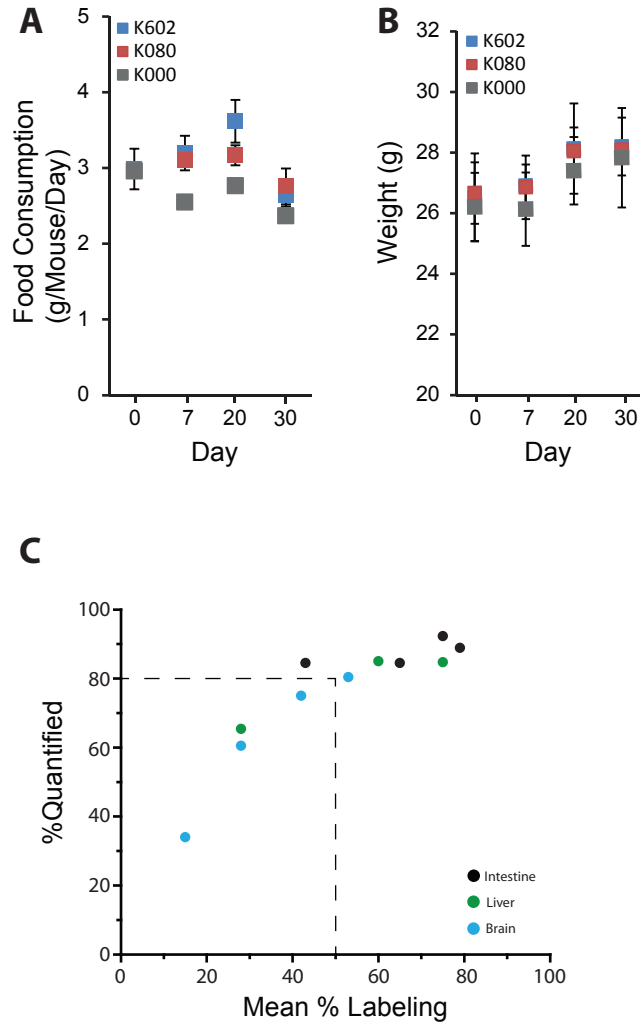 A
Food Consumption
(g/Mouse/Day)
5
4
3
2
1
0
K602
K080
K000
0 7 20 30
Day
B
Weight (g)
32
30
28
26
24
22
20
K602
K080
K000
0 7 20 30
Day
C
%Quantified
100
80
60
40
20
0
Intestine
Liver
Brain
0 20 40 60 80 100
Mean % Labeling